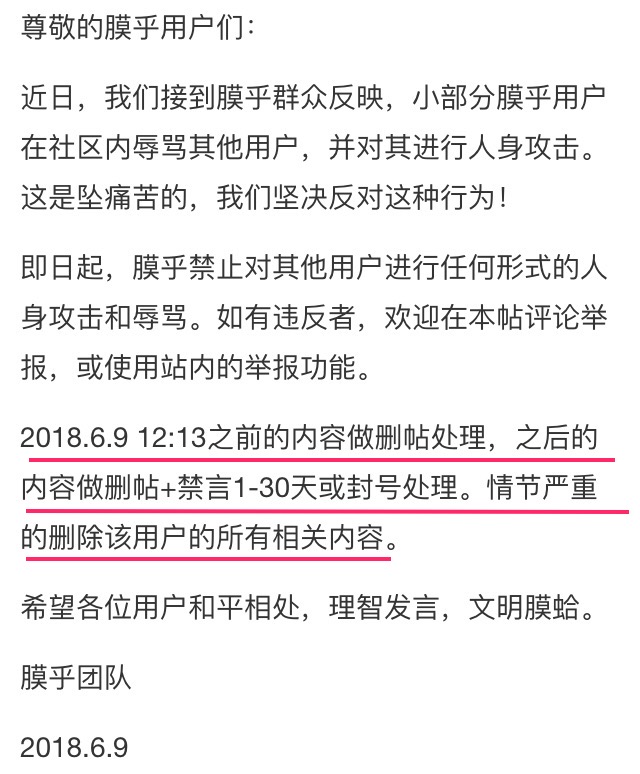 尊敬的膜乎用户们：
近日，我们接到膜乎群众反映，小部分膜乎用户
在社区内辱骂其他用户，并对其进行人身攻击。
这是坠痛苦的，我们坚决反对这种行为！
即日起，膜乎禁止对其他用户进行任何形式的人
身攻击和辱骂。如有违反者，欢迎在本帖评论举
报，或使用站内的举报功能。
2018.6.9 12:13之前的内容做删帖处理，之后的
内容做删帖+禁言1-30天或封号处理。情节严重
的删除该用户的所有相关内容。
希望各位用户和平相处，理智发言，文明膜蛤。
膜乎团队
2018.6.9